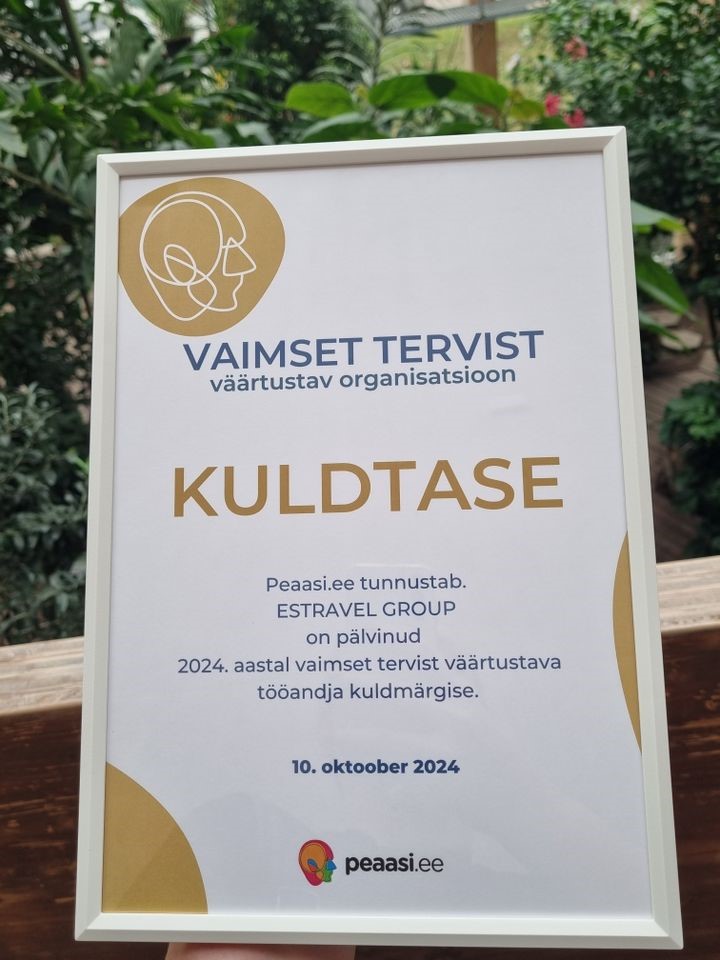 VAIMSET TERVIST
väärtustav organisatsioon
KULDTASE
Peaasi.ee tunnustab.
ESTRAVEL GROUP
on pälvinud
2024. aastal vaimset tervist väärtustava
tööandja kuldmärgise.
10. oktoober 2024
peaasi.ee